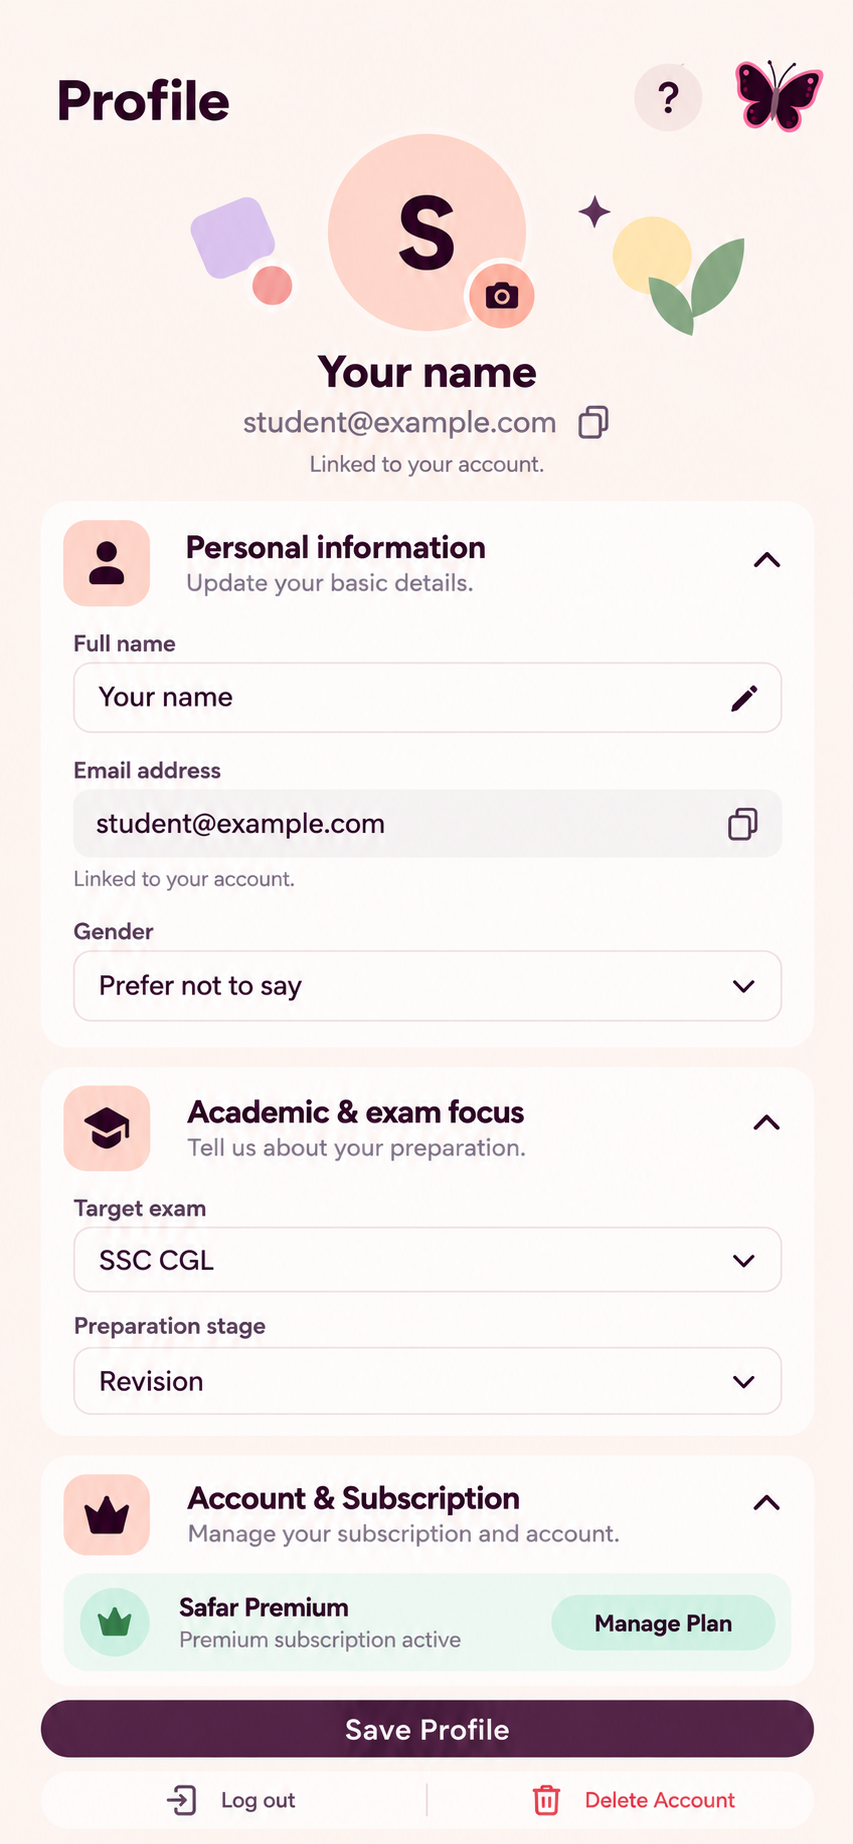 Profile
?
S
Your name
student@example.com
Linked to your account.
Personal information
Update your basic details.
Full name
Your name
Email address
student@example.com
Linked to your account.
Gender
Prefer not to say
Academic & exam focus
Tell us about your preparation.
Target exam
SSC CGL
Preparation stage
Revision
Account & Subscription
Manage your subscription and account.
Safar Premium
Premium subscription active
Manage Plan
Save Profile
Log out
Delete Account